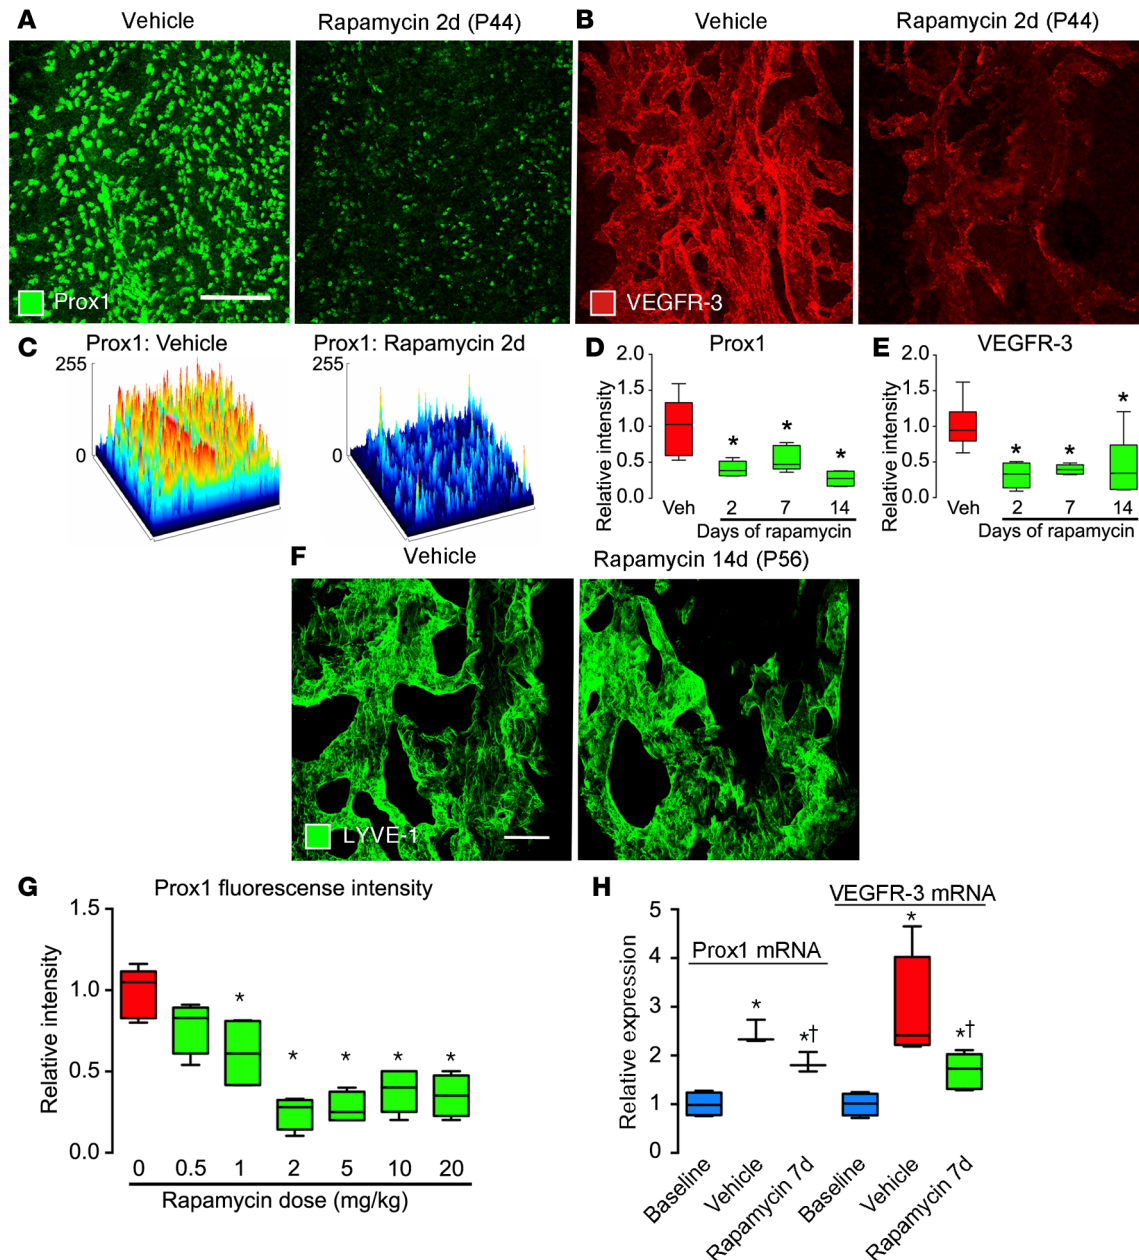 A
Vehicle
Rapamycin 2d (P44)
B
Vehicle
Rapamycin 2d (P44)
Prox1
VEGFR-3
C
Prox1: Vehicle
Prox1: Rapamycin 2d
255
0
255
0
D
Prox1
Relative intensity
2.0
1.5
1.0
0.5
0.0
*
*
*
Veh
2
7
14
Days of rapamycin
E
VEGFR-3
Relative intensity
2.0
1.5
1.0
0.5
0.0
*
*
*
Veh
2
7
14
Days of rapamycin
F
Vehicle
Rapamycin 14d (P56)
LYVE-1
G
Prox1 fluorescense intensity
Relative intensity
1.5
1.0
0.5
0.0
*
*
*
*
*
0
0.5
1
2
5
10
20
Rapamycin dose (mg/kg)
H
VEGFR-3 mRNA
Prox1 mRNA
Relative expression
5
4
3
2
1
0
*
*†
*
*†
Baseline
Vehicle
Rapamycin 7d
Baseline
Vehicle
Rapamycin 7d